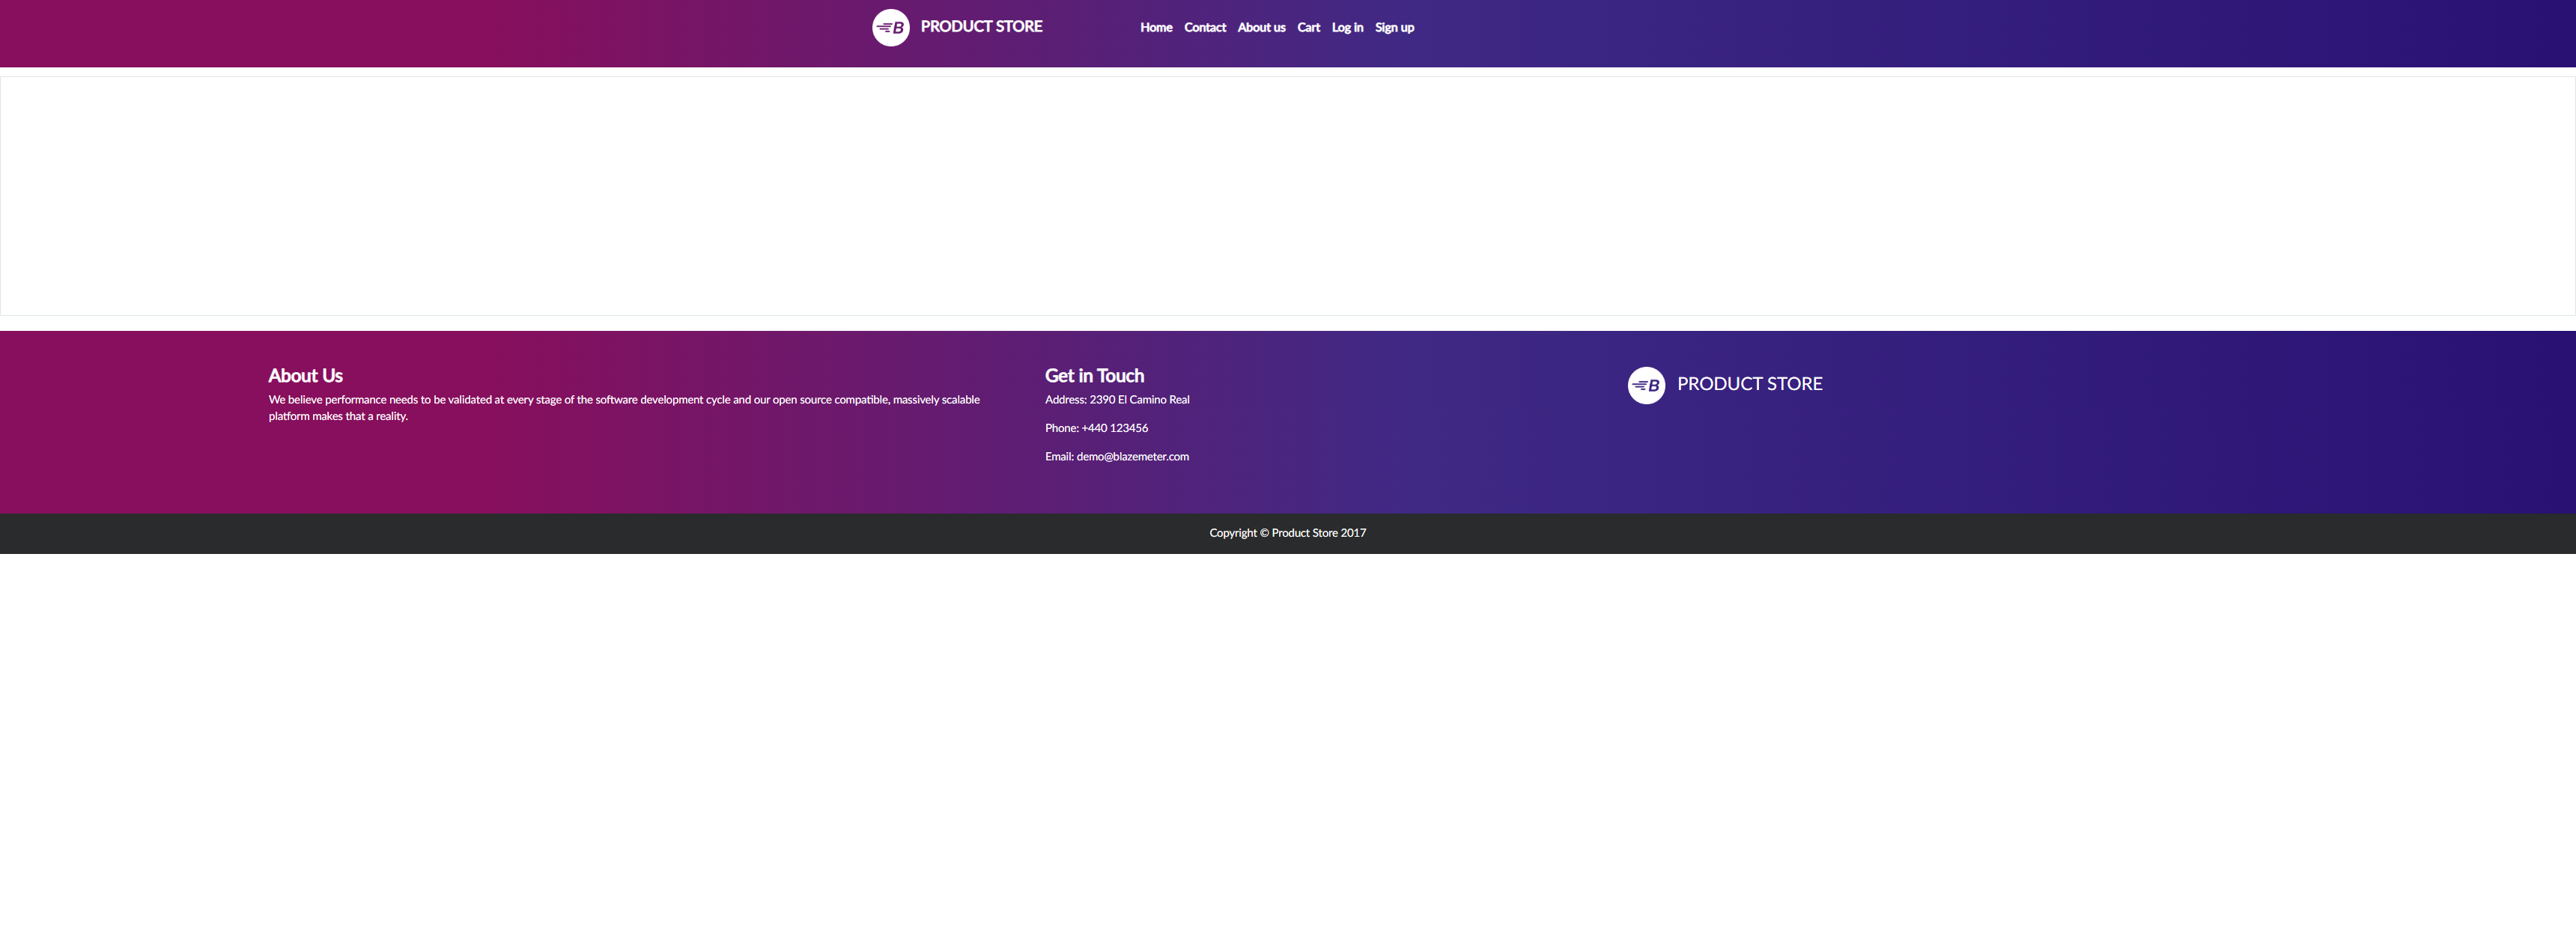 B PRODUCT STORE
Home Contact About us Cart Log in Sign up
About Us
We believe performance needs to be validated at every stage of the software development cycle and our open source compatible, massively scalable
platform makes that a reality.
Get in Touch
Address: 2390 El Camino Real
Phone: +440 123456
Email: demo@blazemeter.com
B PRODUCT STORE
Copyright © Product Store 2017